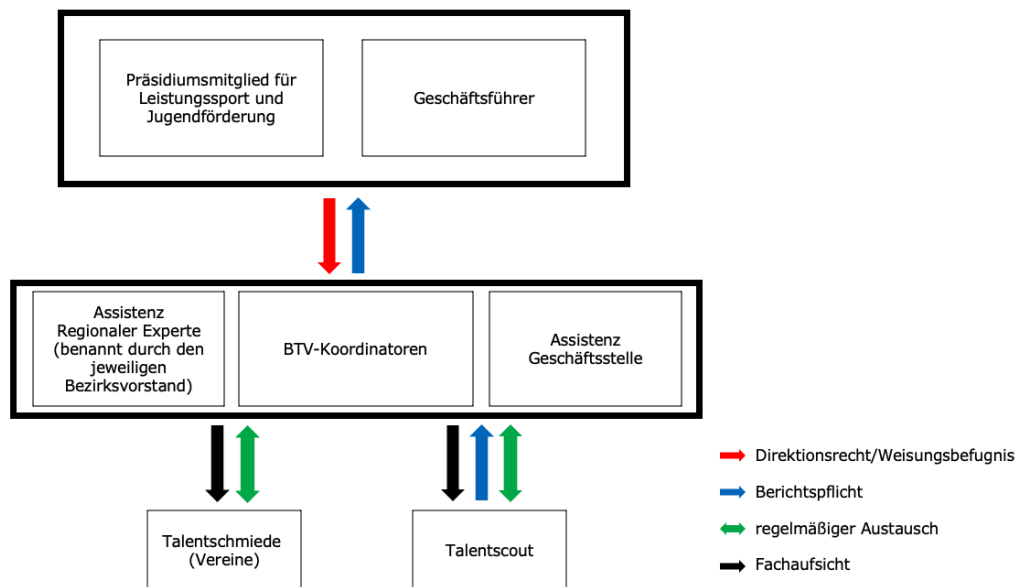 Präsidiumsmitglied für
Leistungssport und
Jugendförderung
Geschäftsführer
Assistenz
Regionaler Experte
(benannt durch den
jeweiligen
Bezirksvorstand)
BTV-Koordinatoren
Assistenz
Geschäftsstelle
Talentschmiede
(Vereine)
Talentscout
Direktionsrecht/Weisungsbefugnis
Berichtspflicht
regelmäßiger Austausch
Fachaufsicht